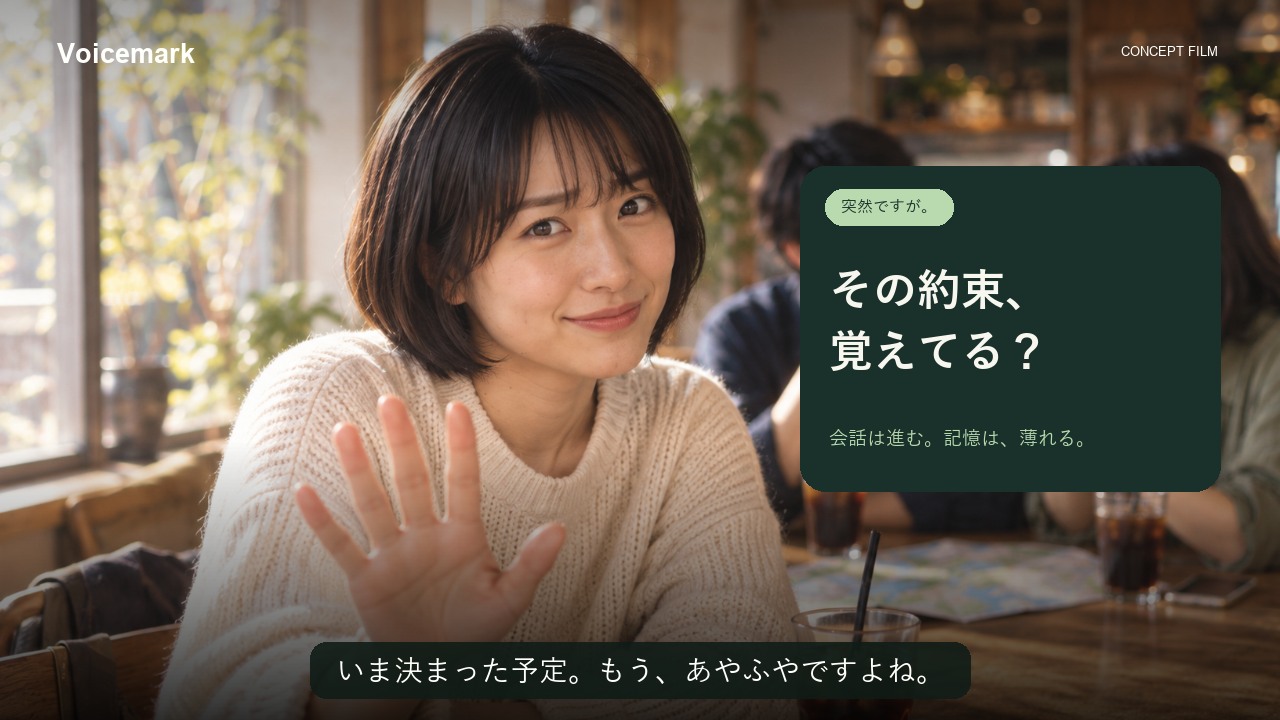 Voicemark
CONCEPT FILM
突然ですが。
その約束、
覚えてる？
会話は進む。記憶は、薄れる。
いま決まった予定。もう、あやふやですよね。